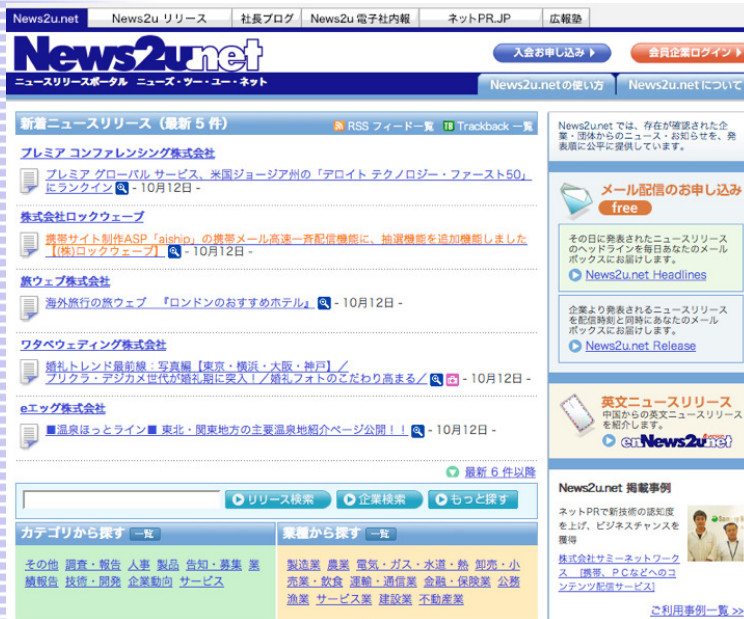 News2u.net News2u リリース 社長ブログ News2u 電子社内報 ネットPR.JP 広報塾
News2u.net
入会お申し込み 会員企業ログイン
ニュースリリースポータル ニューズ・ツー・ユー・ネット
News2u.netの使い方 News2u.netについて
新着ニュースリリース（最新 5 件） RSS フィード一覧 Trackback 一覧
プレミア コンファレンシング株式会社
プレミア グローバル サービス、米国ジョージア州の「デロイト テクノロジー・ファースト50」
にランクイン - 10月12日 -
株式会社ロックウェーブ
携帯サイト制作ASP「aiship」の携帯メール高速一斉配信機能に、抽選機能を追加機能しました
【(株)ロックウェーブ】 - 10月12日 -
旅ウェブ株式会社
海外旅行の旅ウェブ 『ロンドンのおすすめホテル』 - 10月12日 -
ワタベウェディング株式会社
婚礼トレンド最前線：写真編【東京・横浜・大阪・神戸】／
プリクラ・デジカメ世代が婚礼期に突入！／婚礼フォトのこだわり高まる／ - 10月12日 -
eエッグ株式会社
■温泉ほっとライン■ 東北・関東地方の主要温泉地紹介ページ公開！！ - 10月12日 -
最新 6 件以降
リリース検索 企業検索 もっと探す
カテゴリから探す 一覧
その他 調査・報告 人事 製品 告知・募集 業
績報告 技術・開発 企業動向 サービス
業種から探す 一覧
製造業 農業 電気・ガス・水道・熱 卸売・小
売業・飲食 運輸・通信業 金融・保険業 公務
漁業 サービス業 建設業 不動産業
News2u.net では、存在が確認された企
業・団体からのニュース・お知らせを、発
表順に公平に提供しています。
メール配信のお申し込み
free
その日に発表されたニュースリリース
のヘッドラインを毎日あなたのメール
ボックスにお届けします。
News2u.net Headlines
企業より発表されるニュースリリース
を配信時刻と同時にあなたのメール
ボックスにお届けします。
News2u.net Release
英文ニュースリリース
中国からの英文ニュースリリース
を紹介します。
enNews2u.net
News2u.net 掲載事例
ネットPRで新技術の認知度
を上げ、ビジネスチャンスを
獲得
株式会社サミーネットワーク
ス [携帯、PCなどへのコ
ンテンツ配信サービス]
ご利用事例一覧 >>